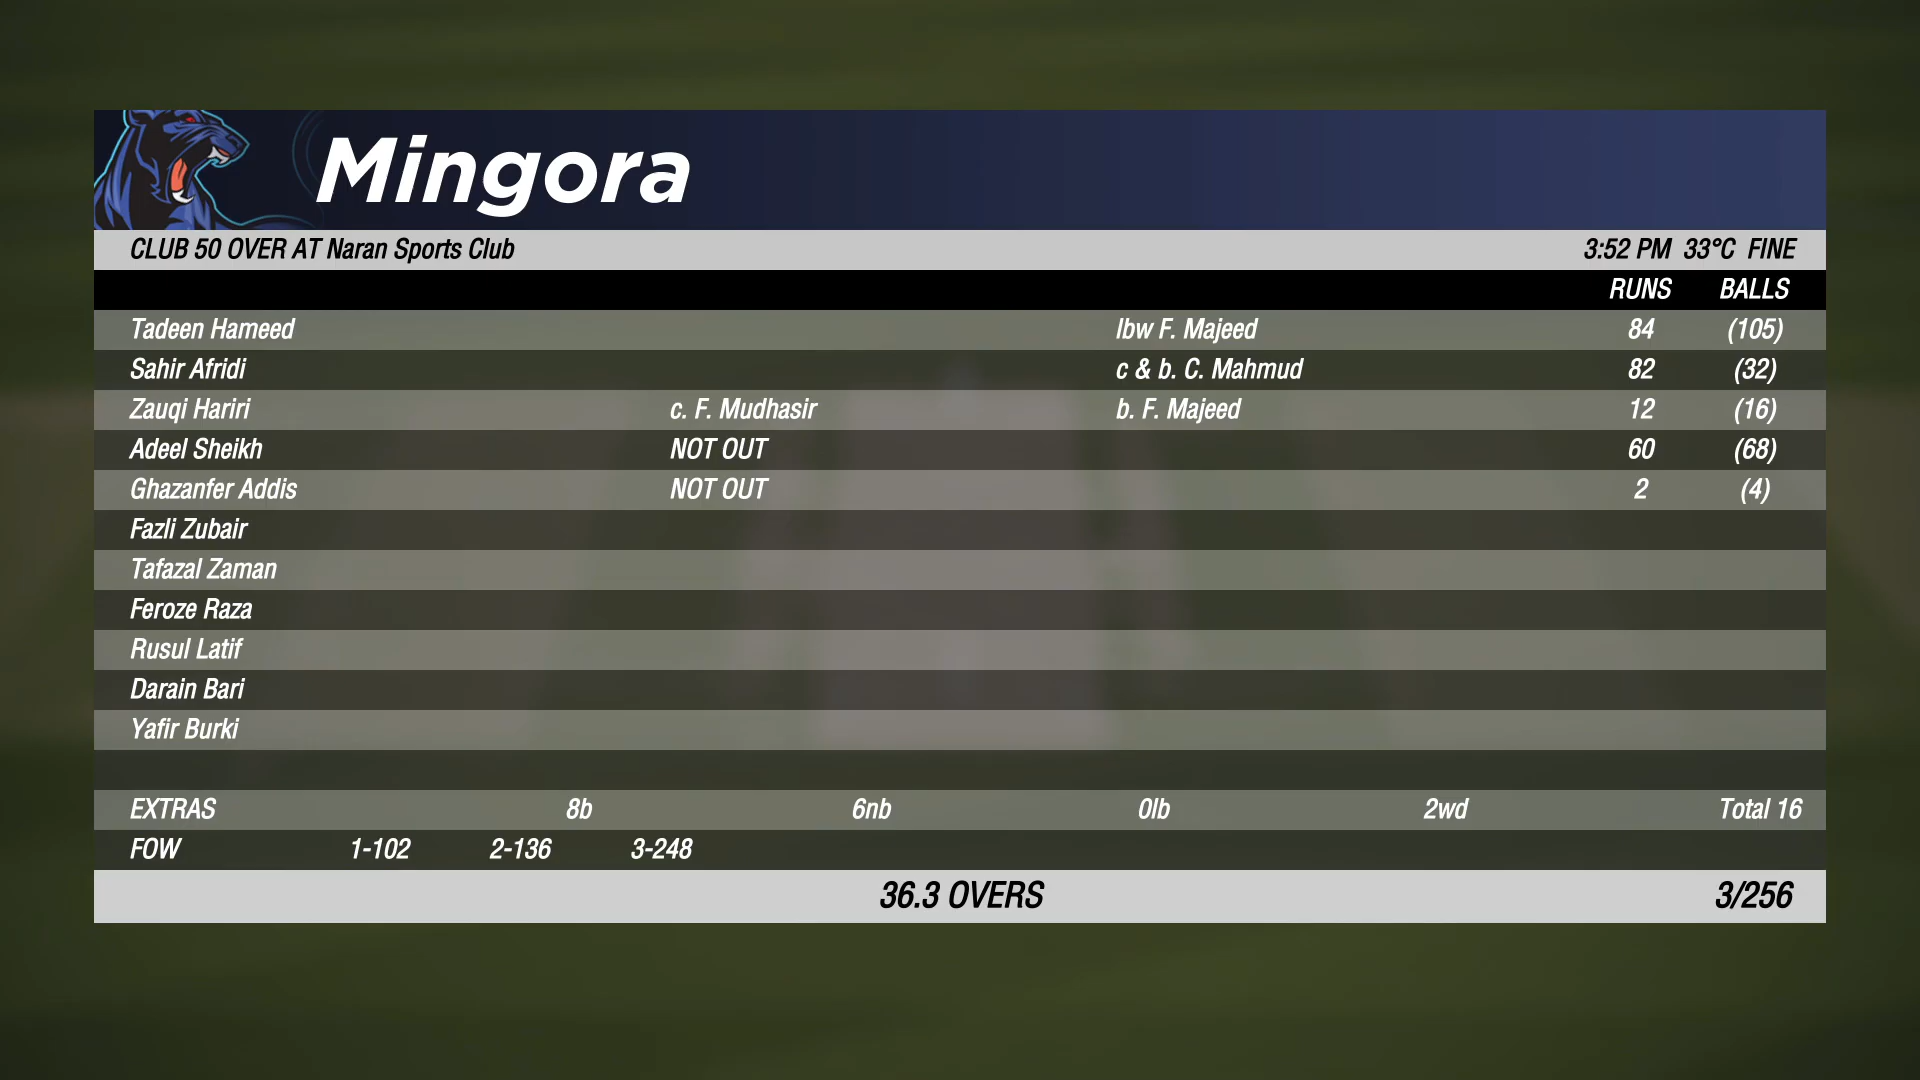 Mingora
CLUB 50 OVER AT Naran Sports Club 3:52 PM 33°C FINE
RUNS BALLS
Tadeen Hameed lbw F. Majeed 84 (105)
Sahir Afridi c & b. C. Mahmud 82 (32)
Zauqi Hariri c. F. Mudhasir b. F. Majeed 12 (16)
Adeel Sheikh NOT OUT 60 (68)
Ghazanfer Addis NOT OUT 2 (4)
Fazli Zubair
Tafazal Zaman
Feroze Raza
Rusul Latif
Darain Bari
Yafir Burki
EXTRAS 8b 6nb 0lb 2wd Total 16
FOW 1-102 2-136 3-248
36.3 OVERS 3/256